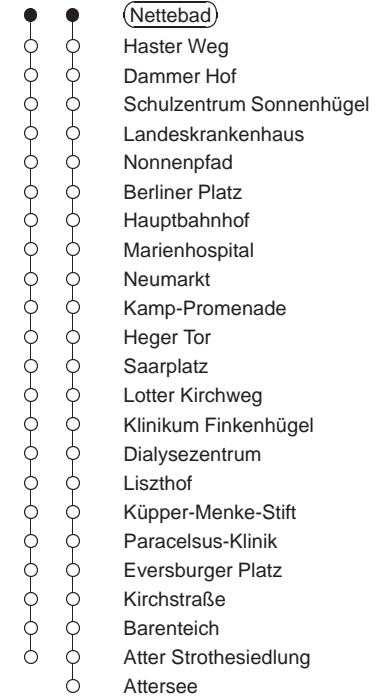 Nettebad
Haster Weg
Dammer Hof
Schulzentrum Sonnenhügel
Landeskrankenhaus
Nonnenpfad
Berliner Platz
Hauptbahnhof
Marienhospital
Neumarkt
Kamp-Promenade
Heger Tor
Saarplatz
Lotter Kirchweg
Klinikum Finkenhügel
Dialysezentrum
Liszthof
Küpper-Menke-Stift
Paracelsus-Klinik
Eversburger Platz
Kirchstraße
Barenteich
Atter Strothesiedlung
Attersee